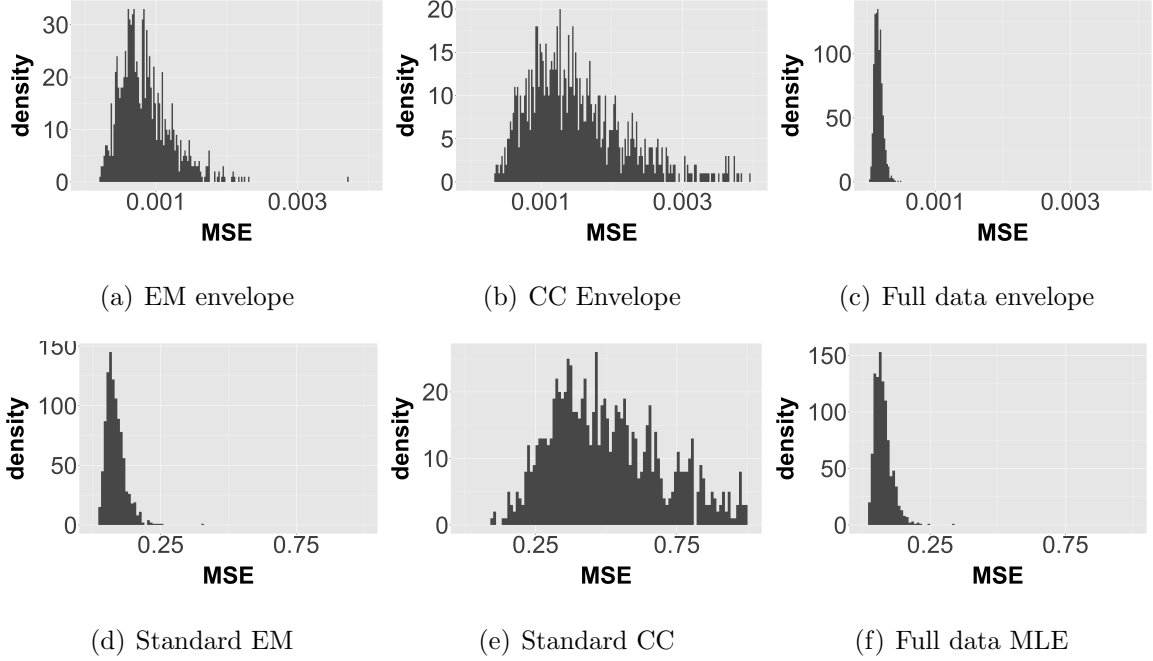 density
30
20
10
0
0.001
0.003
MSE
(a) EM envelope
density
20
15
10
5
0
0.001
0.003
MSE
(b) CC Envelope
density
100
50
0
0.001
0.003
MSE
(c) Full data envelope
density
150
100
50
0
0.25
0.75
MSE
(d) Standard EM
density
20
10
0
0.25
0.75
MSE
(e) Standard CC
density
150
100
50
0
0.25
0.75
MSE
(f) Full data MLE